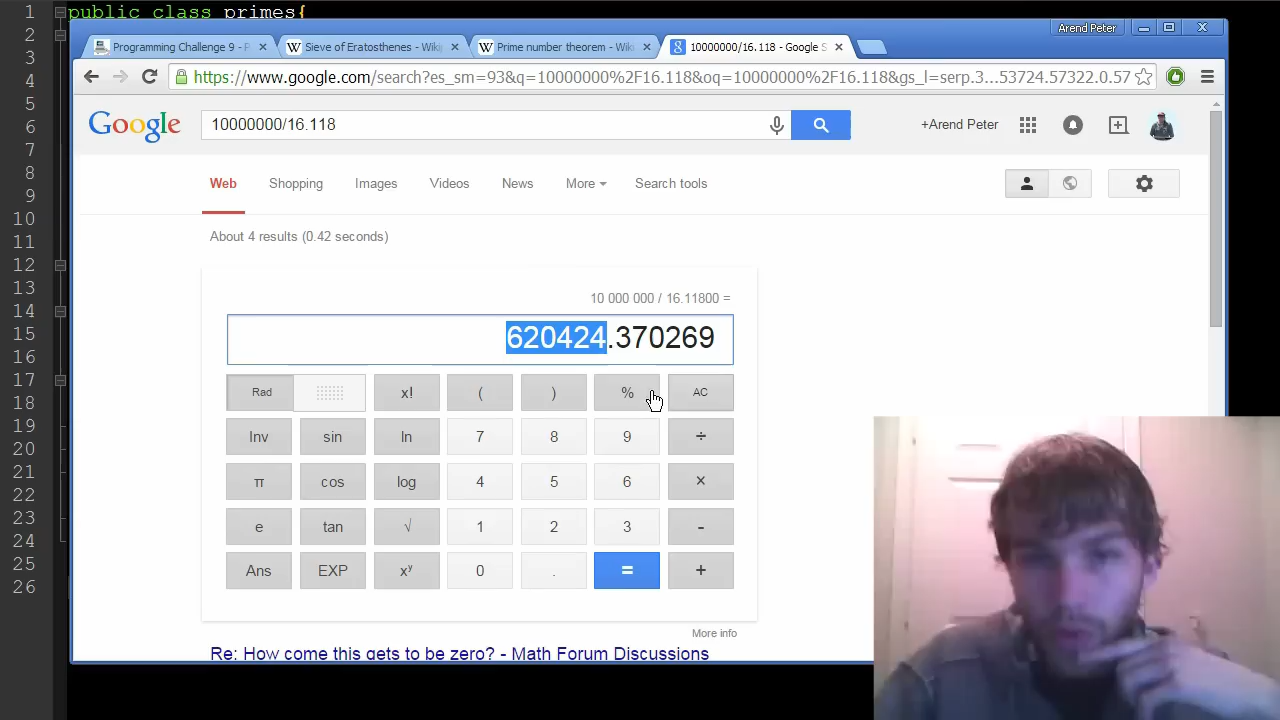 1 public class primes{
2
3
4
5
6
7
8
9
10
11
12
13
14
15
16
17
18
19
20
21
22
23
24
25
26
Arend Peter
Programming Challenge 9 - P
Sieve of Eratosthenes - Wiki
Prime number theorem - Wiki
10000000/16.118 - Google S
https://www.google.com/search?es_sm=93&q=10000000%2F16.118&oq=10000000%2F16.118&gs_l=serp.3...53724.57322.0.57
Google
10000000/16.118
+Arend Peter
Web Shopping Images Videos News More Search tools
About 4 results (0.42 seconds)
10 000 000 / 16.11800 =
620424.370269
Rad x! ( ) % AC
Inv sin ln 7 8 9 ÷
π cos log 4 5 6 ×
e tan √ 1 2 3 -
Ans EXP xʸ 0 . = +
More info
Re: How come this gets to be zero? - Math Forum Discussions